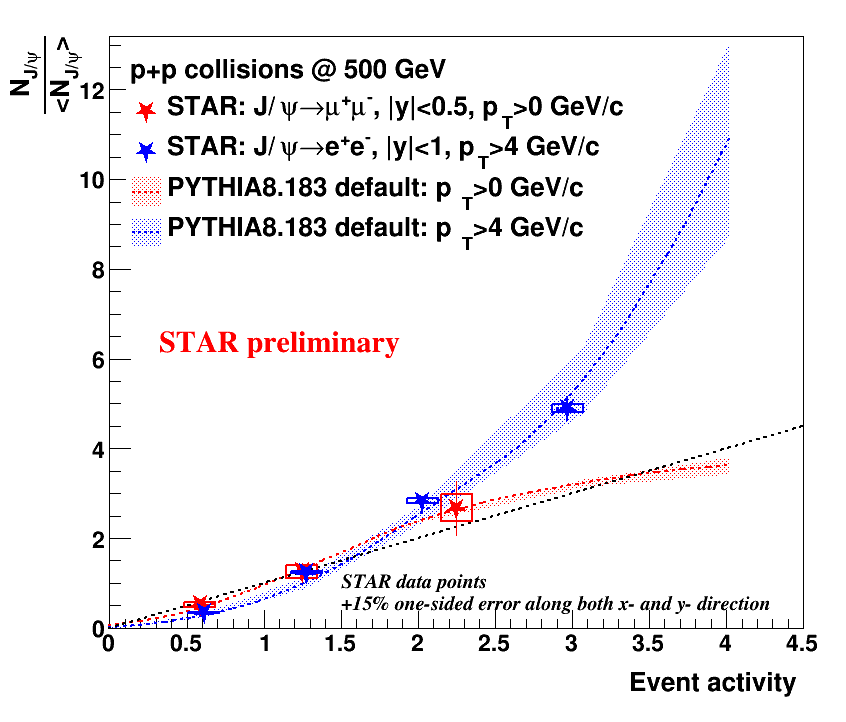 N_J/ψ
<N_J/ψ>
p+p collisions @ 500 GeV
STAR: J/ψ→μ⁺μ⁻, |y|<0.5, p_T>0 GeV/c
STAR: J/ψ→e⁺e⁻, |y|<1, p_T>4 GeV/c
PYTHIA8.183 default: p_T>0 GeV/c
PYTHIA8.183 default: p_T>4 GeV/c
STAR preliminary
STAR data points
+15% one-sided error along both x- and y- direction
12
10
8
6
4
2
0
0 0.5 1 1.5 2 2.5 3 3.5 4 4.5
Event activity